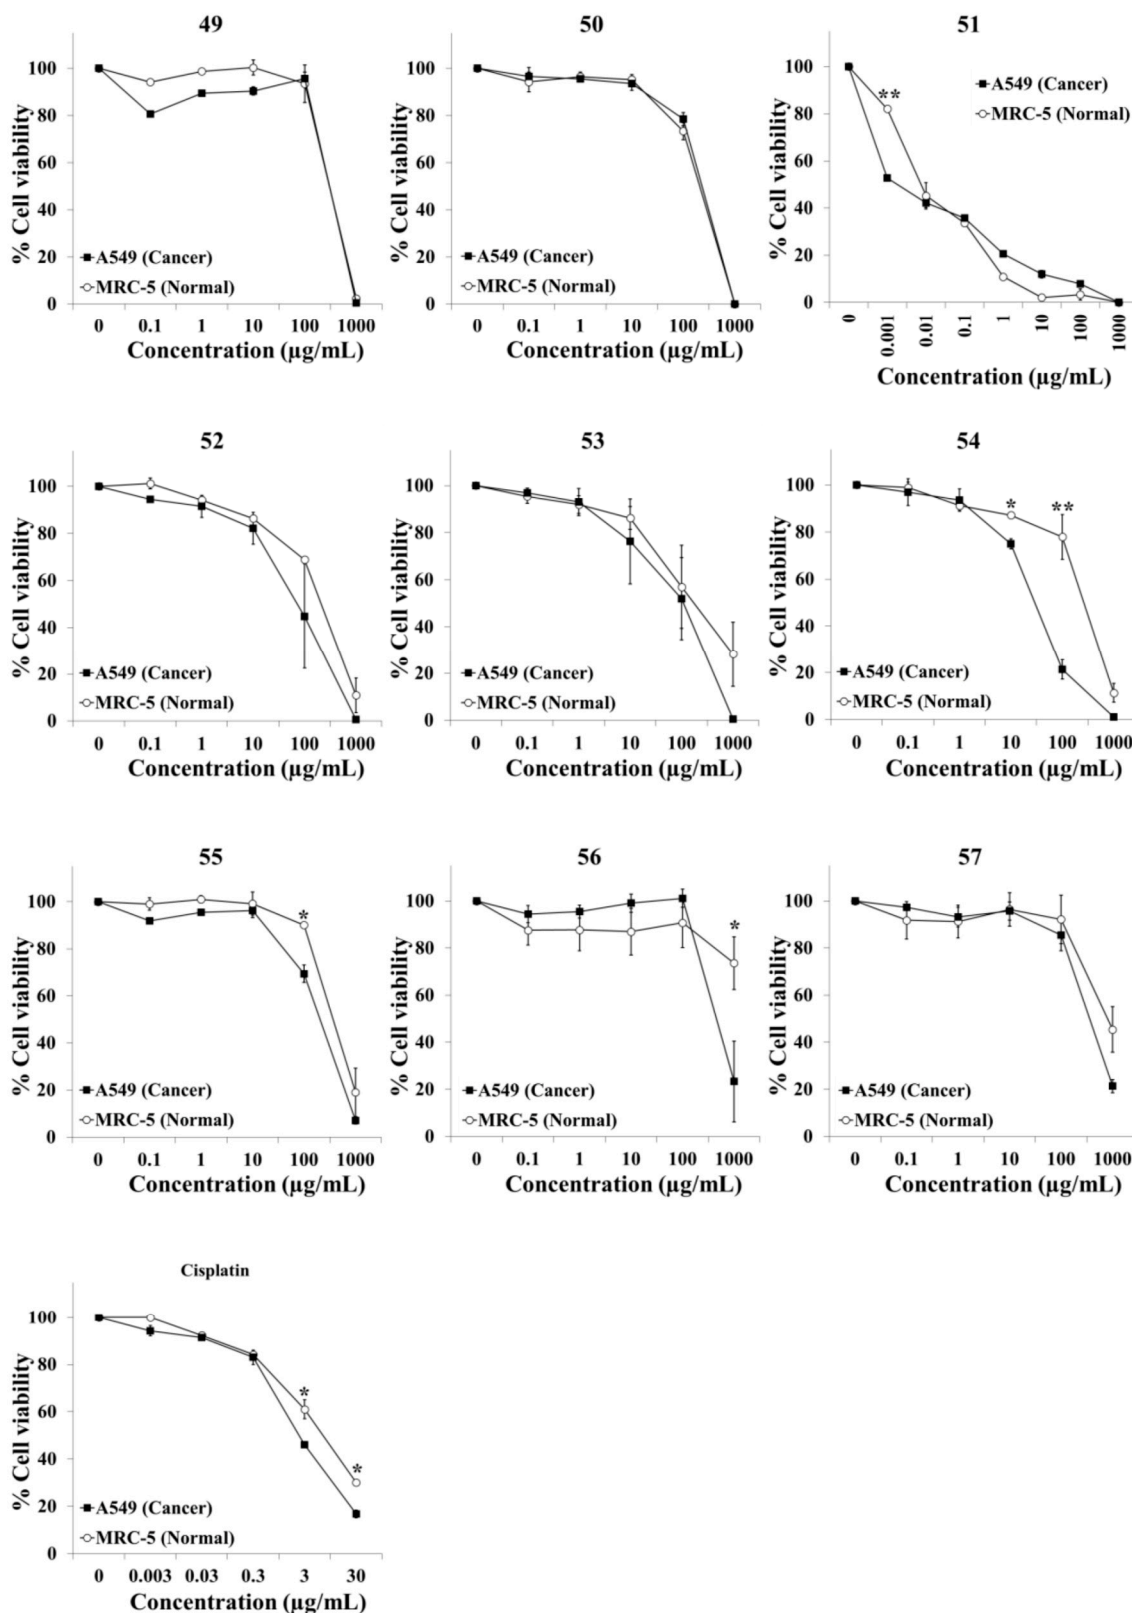 49
100
80
60
40
20
0
% Cell viability
A549 (Cancer)
MRC-5 (Normal)
0 0.1 1 10 100 1000
Concentration (µg/mL)
50
100
80
60
40
20
0
% Cell viability
A549 (Cancer)
MRC-5 (Normal)
0 0.1 1 10 100 1000
Concentration (µg/mL)
51
100
80
60
40
20
0
% Cell viability
**
A549 (Cancer)
MRC-5 (Normal)
0 0.001 0.01 0.1 1 10 100 1000
Concentration (µg/mL)
52
100
80
60
40
20
0
% Cell viability
A549 (Cancer)
MRC-5 (Normal)
0 0.1 1 10 100 1000
Concentration (µg/mL)
53
100
80
60
40
20
0
% Cell viability
A549 (Cancer)
MRC-5 (Normal)
0 0.1 1 10 100 1000
Concentration (µg/mL)
54
100
80
60
40
20
0
% Cell viability
* **
A549 (Cancer)
MRC-5 (Normal)
0 0.1 1 10 100 1000
Concentration (µg/mL)
55
100
80
60
40
20
0
% Cell viability
*
A549 (Cancer)
MRC-5 (Normal)
0 0.1 1 10 100 1000
Concentration (µg/mL)
56
100
80
60
40
20
0
% Cell viability
*
A549 (Cancer)
MRC-5 (Normal)
0 0.1 1 10 100 1000
Concentration (µg/mL)
57
100
80
60
40
20
0
% Cell viability
A549 (Cancer)
MRC-5 (Normal)
0 0.1 1 10 100 1000
Concentration (µg/mL)
Cisplatin
100
80
60
40
20
0
% Cell viability
*
*
A549 (Cancer)
MRC-5 (Normal)
0 0.003 0.03 0.3 3 30
Concentration (µg/mL)